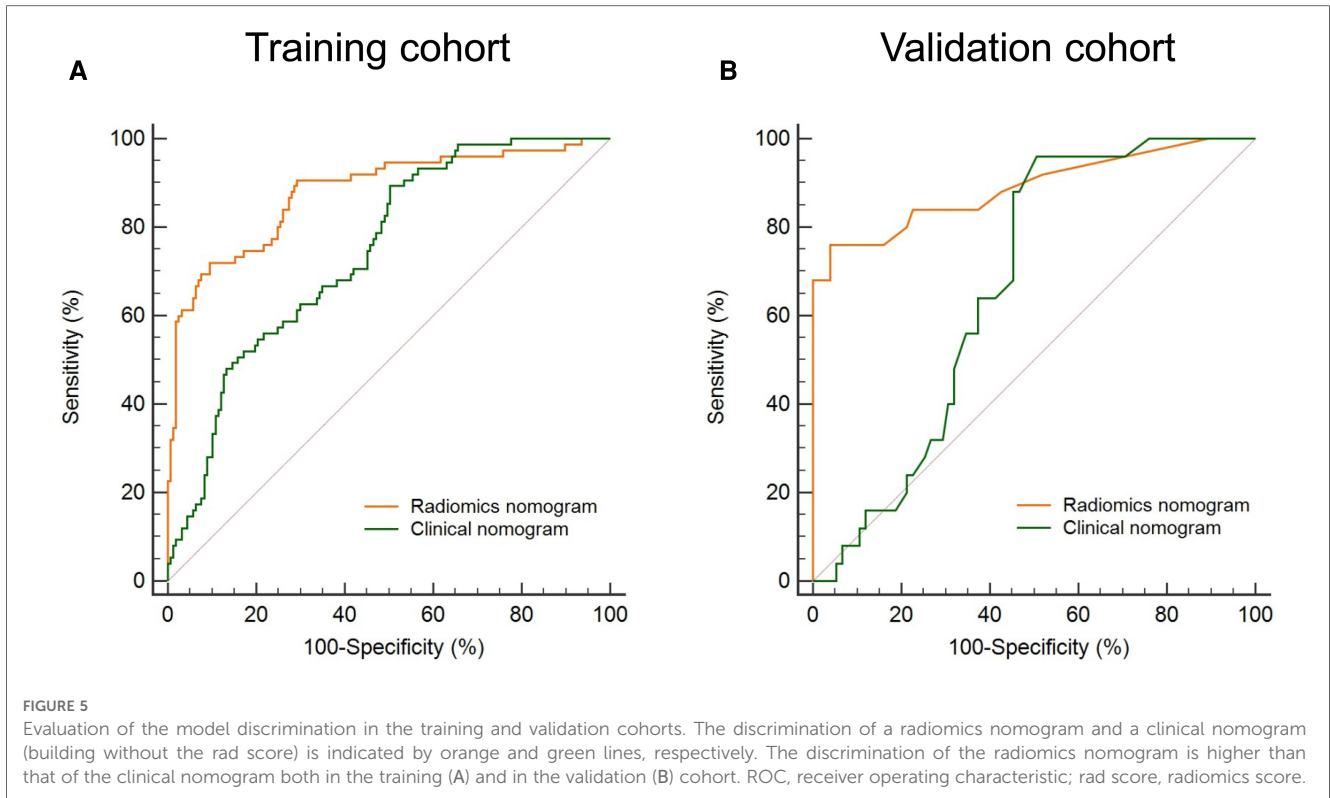 Training cohort
A
100
80
60
40
20
0
Sensitivity (%)
Radiomics nomogram
Clinical nomogram
0 20 40 60 80 100
100-Specificity (%)
Validation cohort
B
100
80
60
40
20
0
Sensitivity (%)
Radiomics nomogram
Clinical nomogram
0 20 40 60 80 100
100-Specificity (%)
FIGURE 5
Evaluation of the model discrimination in the training and validation cohorts. The discrimination of a radiomics nomogram and a clinical nomogram
(building without the rad score) is indicated by orange and green lines, respectively. The discrimination of the radiomics nomogram is higher than
that of the clinical nomogram both in the training (A) and in the validation (B) cohort. ROC, receiver operating characteristic; rad score, radiomics score.